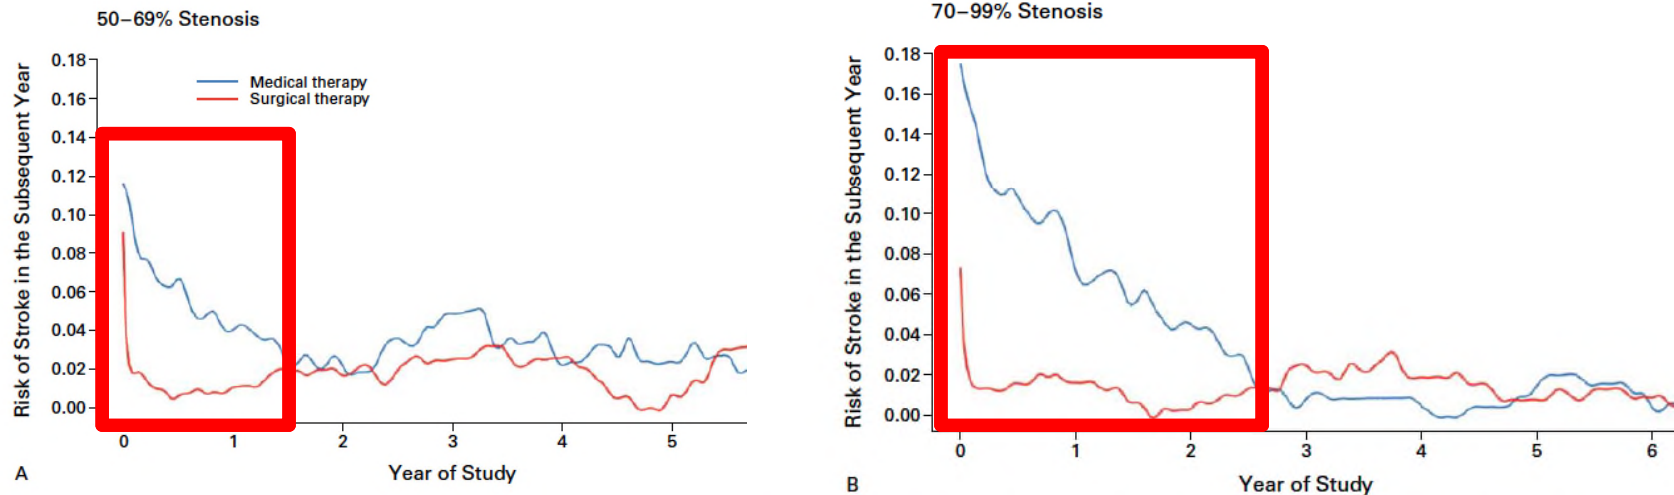 50–69% Stenosis
Risk of Stroke in the Subsequent Year
0.18
0.16
0.14
0.12
0.10
0.08
0.06
0.04
0.02
0.00
Medical therapy
Surgical therapy
0 1 2 3 4 5
Year of Study
A
70–99% Stenosis
Risk of Stroke in the Subsequent Year
0.18
0.16
0.14
0.12
0.10
0.08
0.06
0.04
0.02
0.00
0 1 2 3 4 5 6
Year of Study
B